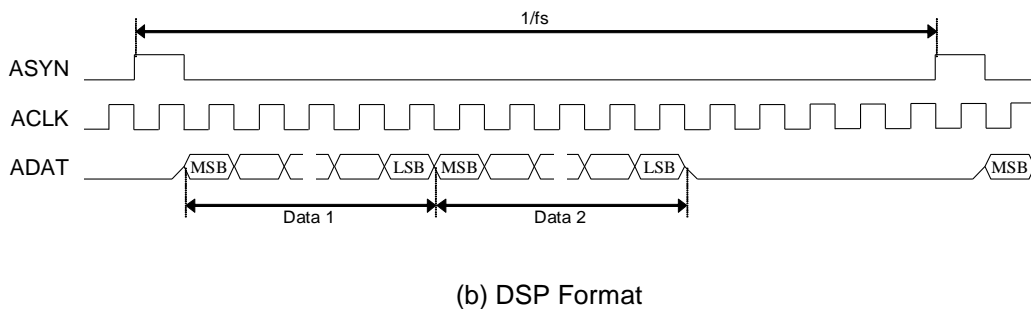 1/fs
ASYN
ACLK
ADAT MSB LSB MSB LSB MSB
Data 1 Data 2
(b) DSP Format